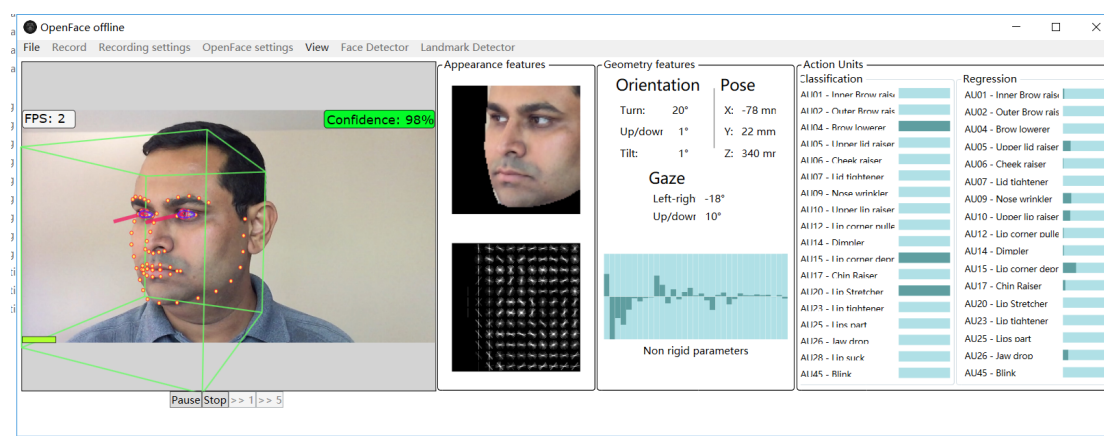 OpenFace offline
File Record Recording settings OpenFace settings View Face Detector Landmark Detector
FPS: 2
Confidence: 98%
Pause Stop >> 1 >> 5
Appearance features
Geometry features
Orientation
Turn: 20°
Up/down 1°
Tilt: 1°
Pose
X: -78 mm
Y: 22 mm
Z: 340 mr
Gaze
Left-righ -18°
Up/down 10°
Non rigid parameters
Action Units
Classification
AU01 - Inner Brow raise
AU02 - Outer Brow rais
AU04 - Brow lowerer
AU05 - Upper lid raiser
AU06 - Cheek raiser
AU07 - Lid tightener
AU09 - Nose wrinkler
AU10 - Upper lip raiser
AU12 - Lip corner pulle
AU14 - Dimpler
AU15 - Lip corner depr
AU17 - Chin Raiser
AU20 - Lip Stretcher
AU23 - Lip tightener
AU25 - Lips part
AU26 - Jaw drop
AU28 - Lip suck
AU45 - Blink
Regression
AU01 - Inner Brow raise
AU02 - Outer Brow rais
AU04 - Brow lowerer
AU05 - Upper lid raiser
AU06 - Cheek raiser
AU07 - Lid tightener
AU09 - Nose wrinkler
AU10 - Upper lip raiser
AU12 - Lip corner pulle
AU14 - Dimpler
AU15 - Lip corner depr
AU17 - Chin Raiser
AU20 - Lip Stretcher
AU23 - Lip tightener
AU25 - Lips part
AU26 - Jaw drop
AU45 - Blink